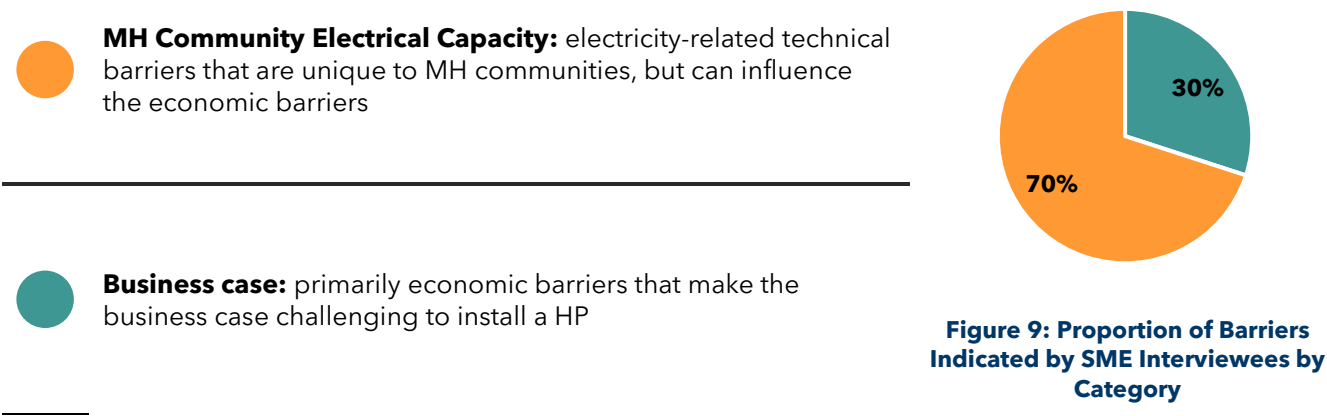 MH Community Electrical Capacity: electricity-related technical
barriers that are unique to MH communities, but can influence
the economic barriers
Business case: primarily economic barriers that make the
business case challenging to install a HP
30%
70%
Figure 9: Proportion of Barriers
Indicated by SME Interviewees by
Category